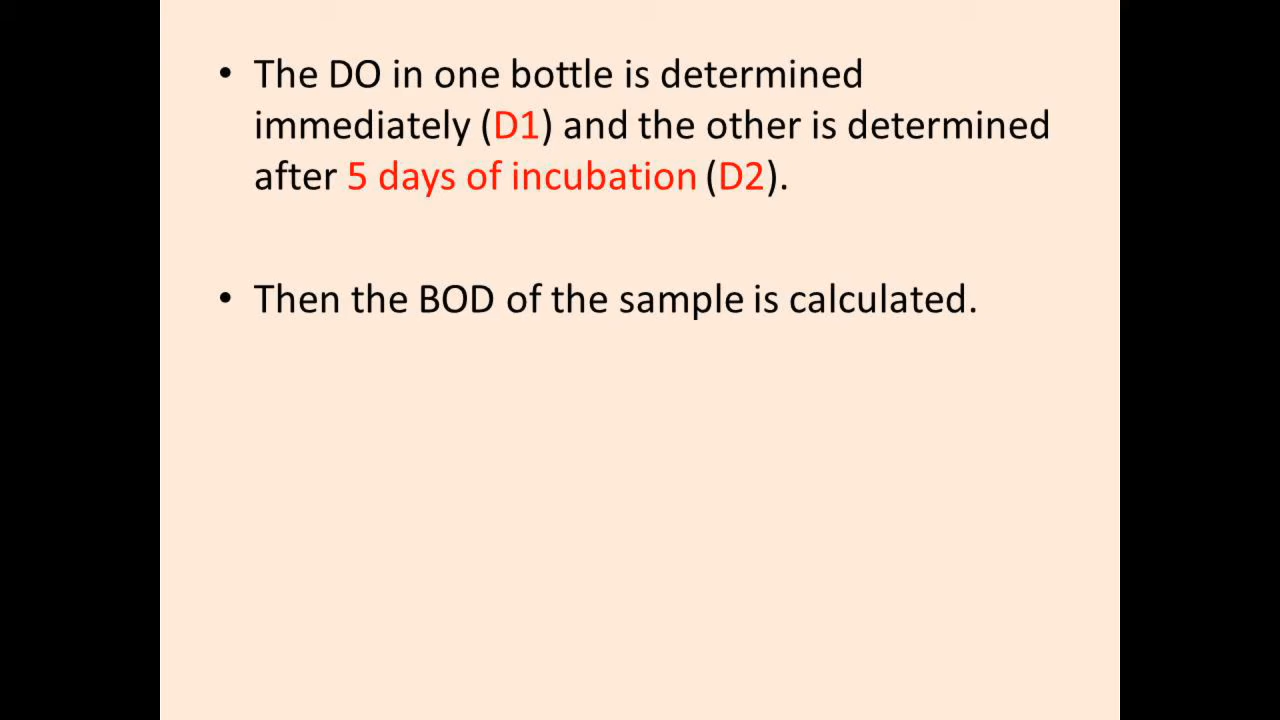 • The DO in one bottle is determined
immediately (D1) and the other is determined
after 5 days of incubation (D2).
• Then the BOD of the sample is calculated.